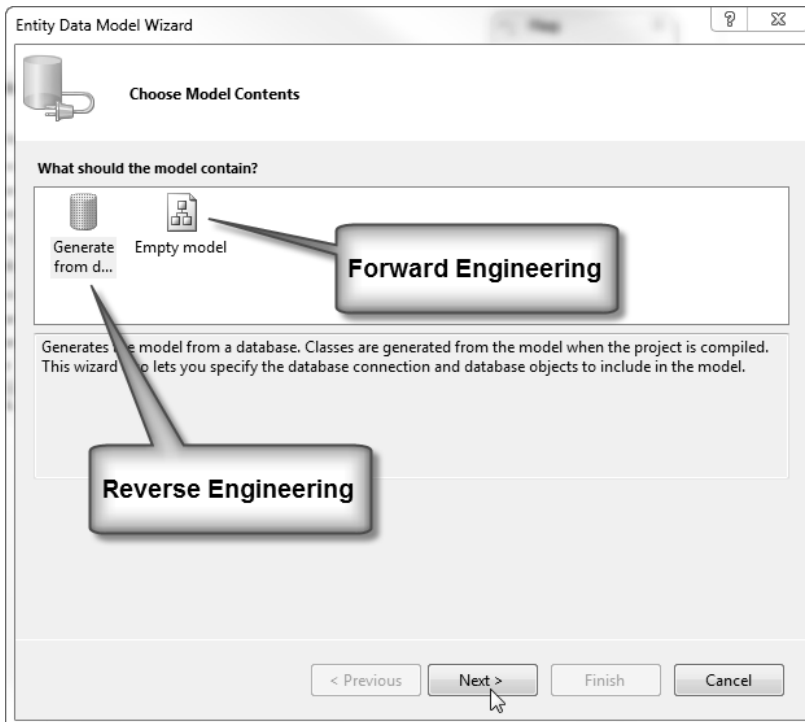 Entity Data Model Wizard
Choose Model Contents
What should the model contain?
Generate
from d...
Empty model
Forward Engineering
Generates model from a database. Classes are generated from the model when the project is compiled.
This wizard lets you specify the database connection and database objects to include in the model.
Reverse Engineering
< Previous
Next >
Finish
Cancel